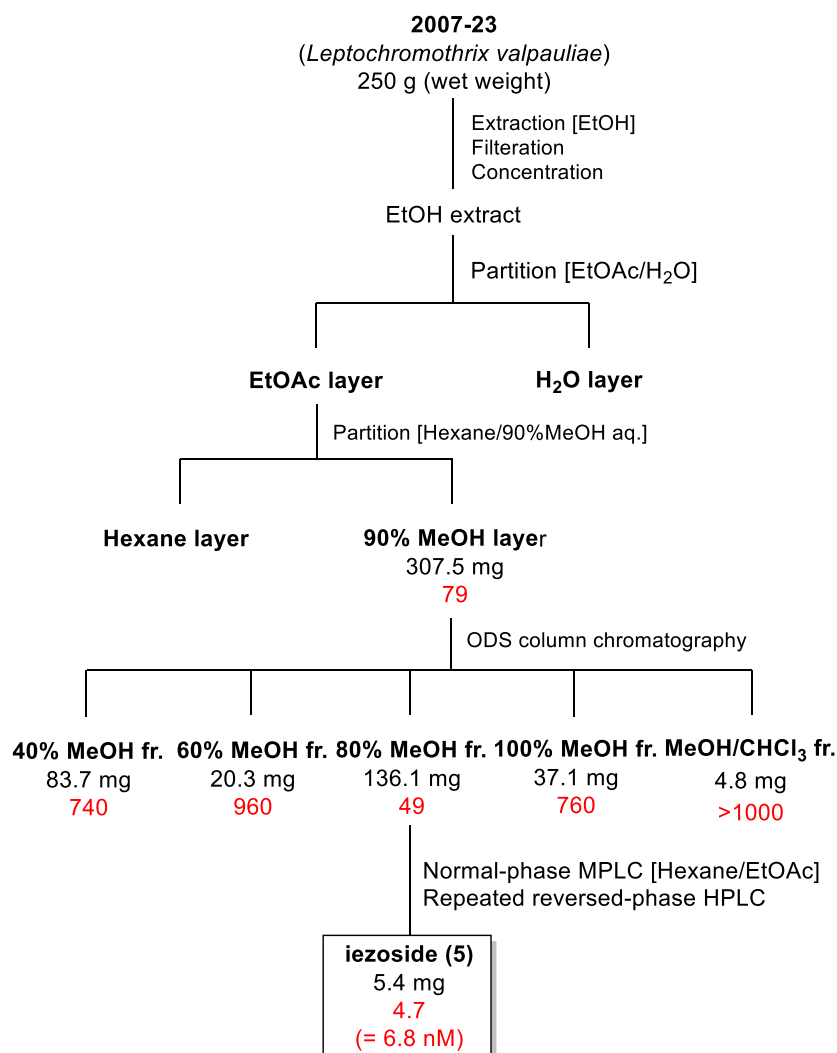 2007-23
(Leptochromothrix valpauliae)
250 g (wet weight)
Extraction [EtOH]
Filteration
Concentration
EtOH extract
Partition [EtOAc/H₂O]
EtOAc layer
H₂O layer
Partition [Hexane/90%MeOH aq.]
Hexane layer
90% MeOH layer
307.5 mg
79
ODS column chromatography
40% MeOH fr.
83.7 mg
740
60% MeOH fr.
20.3 mg
960
80% MeOH fr.
136.1 mg
49
100% MeOH fr.
37.1 mg
760
MeOH/CHCl₃ fr.
4.8 mg
>1000
Normal-phase MPLC [Hexane/EtOAc]
Repeated reversed-phase HPLC
iezoside (5)
5.4 mg
4.7
(= 6.8 nM)